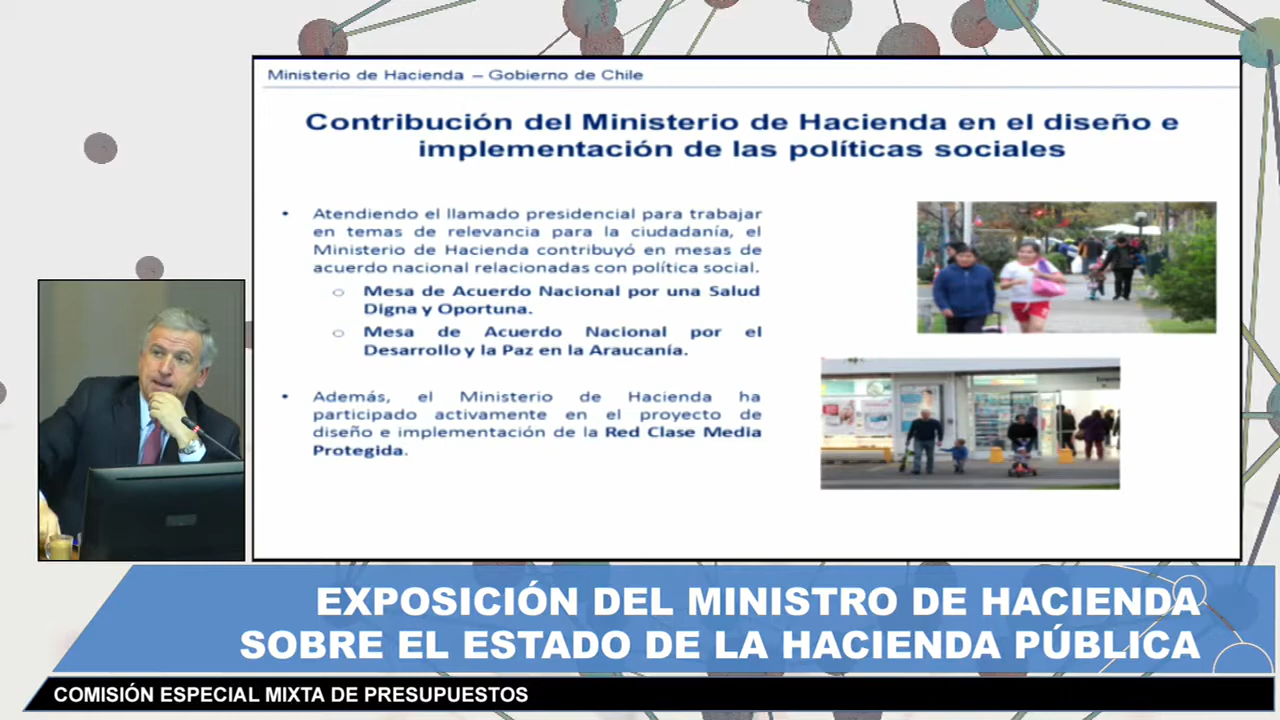 Ministerio de Hacienda – Gobierno de Chile
Contribución del Ministerio de Hacienda en el diseño e
implementación de las políticas sociales
• Atendiendo el llamado presidencial para trabajar
en temas de relevancia para la ciudadanía, el
Ministerio de Hacienda contribuyó en mesas de
acuerdo nacional relacionadas con política social.
○ Mesa de Acuerdo Nacional por una Salud
Digna y Oportuna.
○ Mesa de Acuerdo Nacional por el
Desarrollo y la Paz en la Araucanía.
• Además, el Ministerio de Hacienda ha
participado activamente en el proyecto de
diseño e implementación de la Red Clase Media
Protegida.
EXPOSICIÓN DEL MINISTRO DE HACIENDA
SOBRE EL ESTADO DE LA HACIENDA PÚBLICA
COMISIÓN ESPECIAL MIXTA DE PRESUPUESTOS